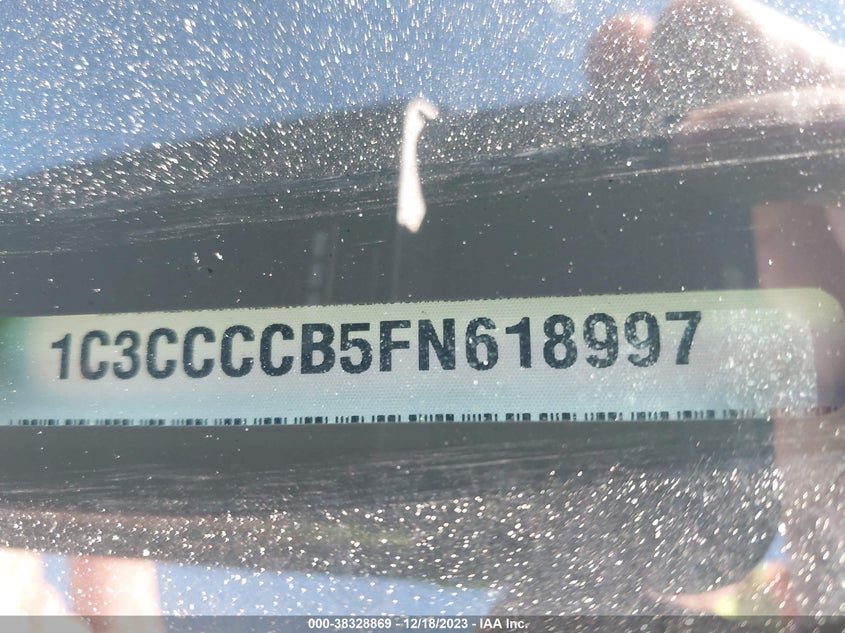 1C3CCCCB5FN618997
000-38328869 - 12/18/2023 - IAA Inc.